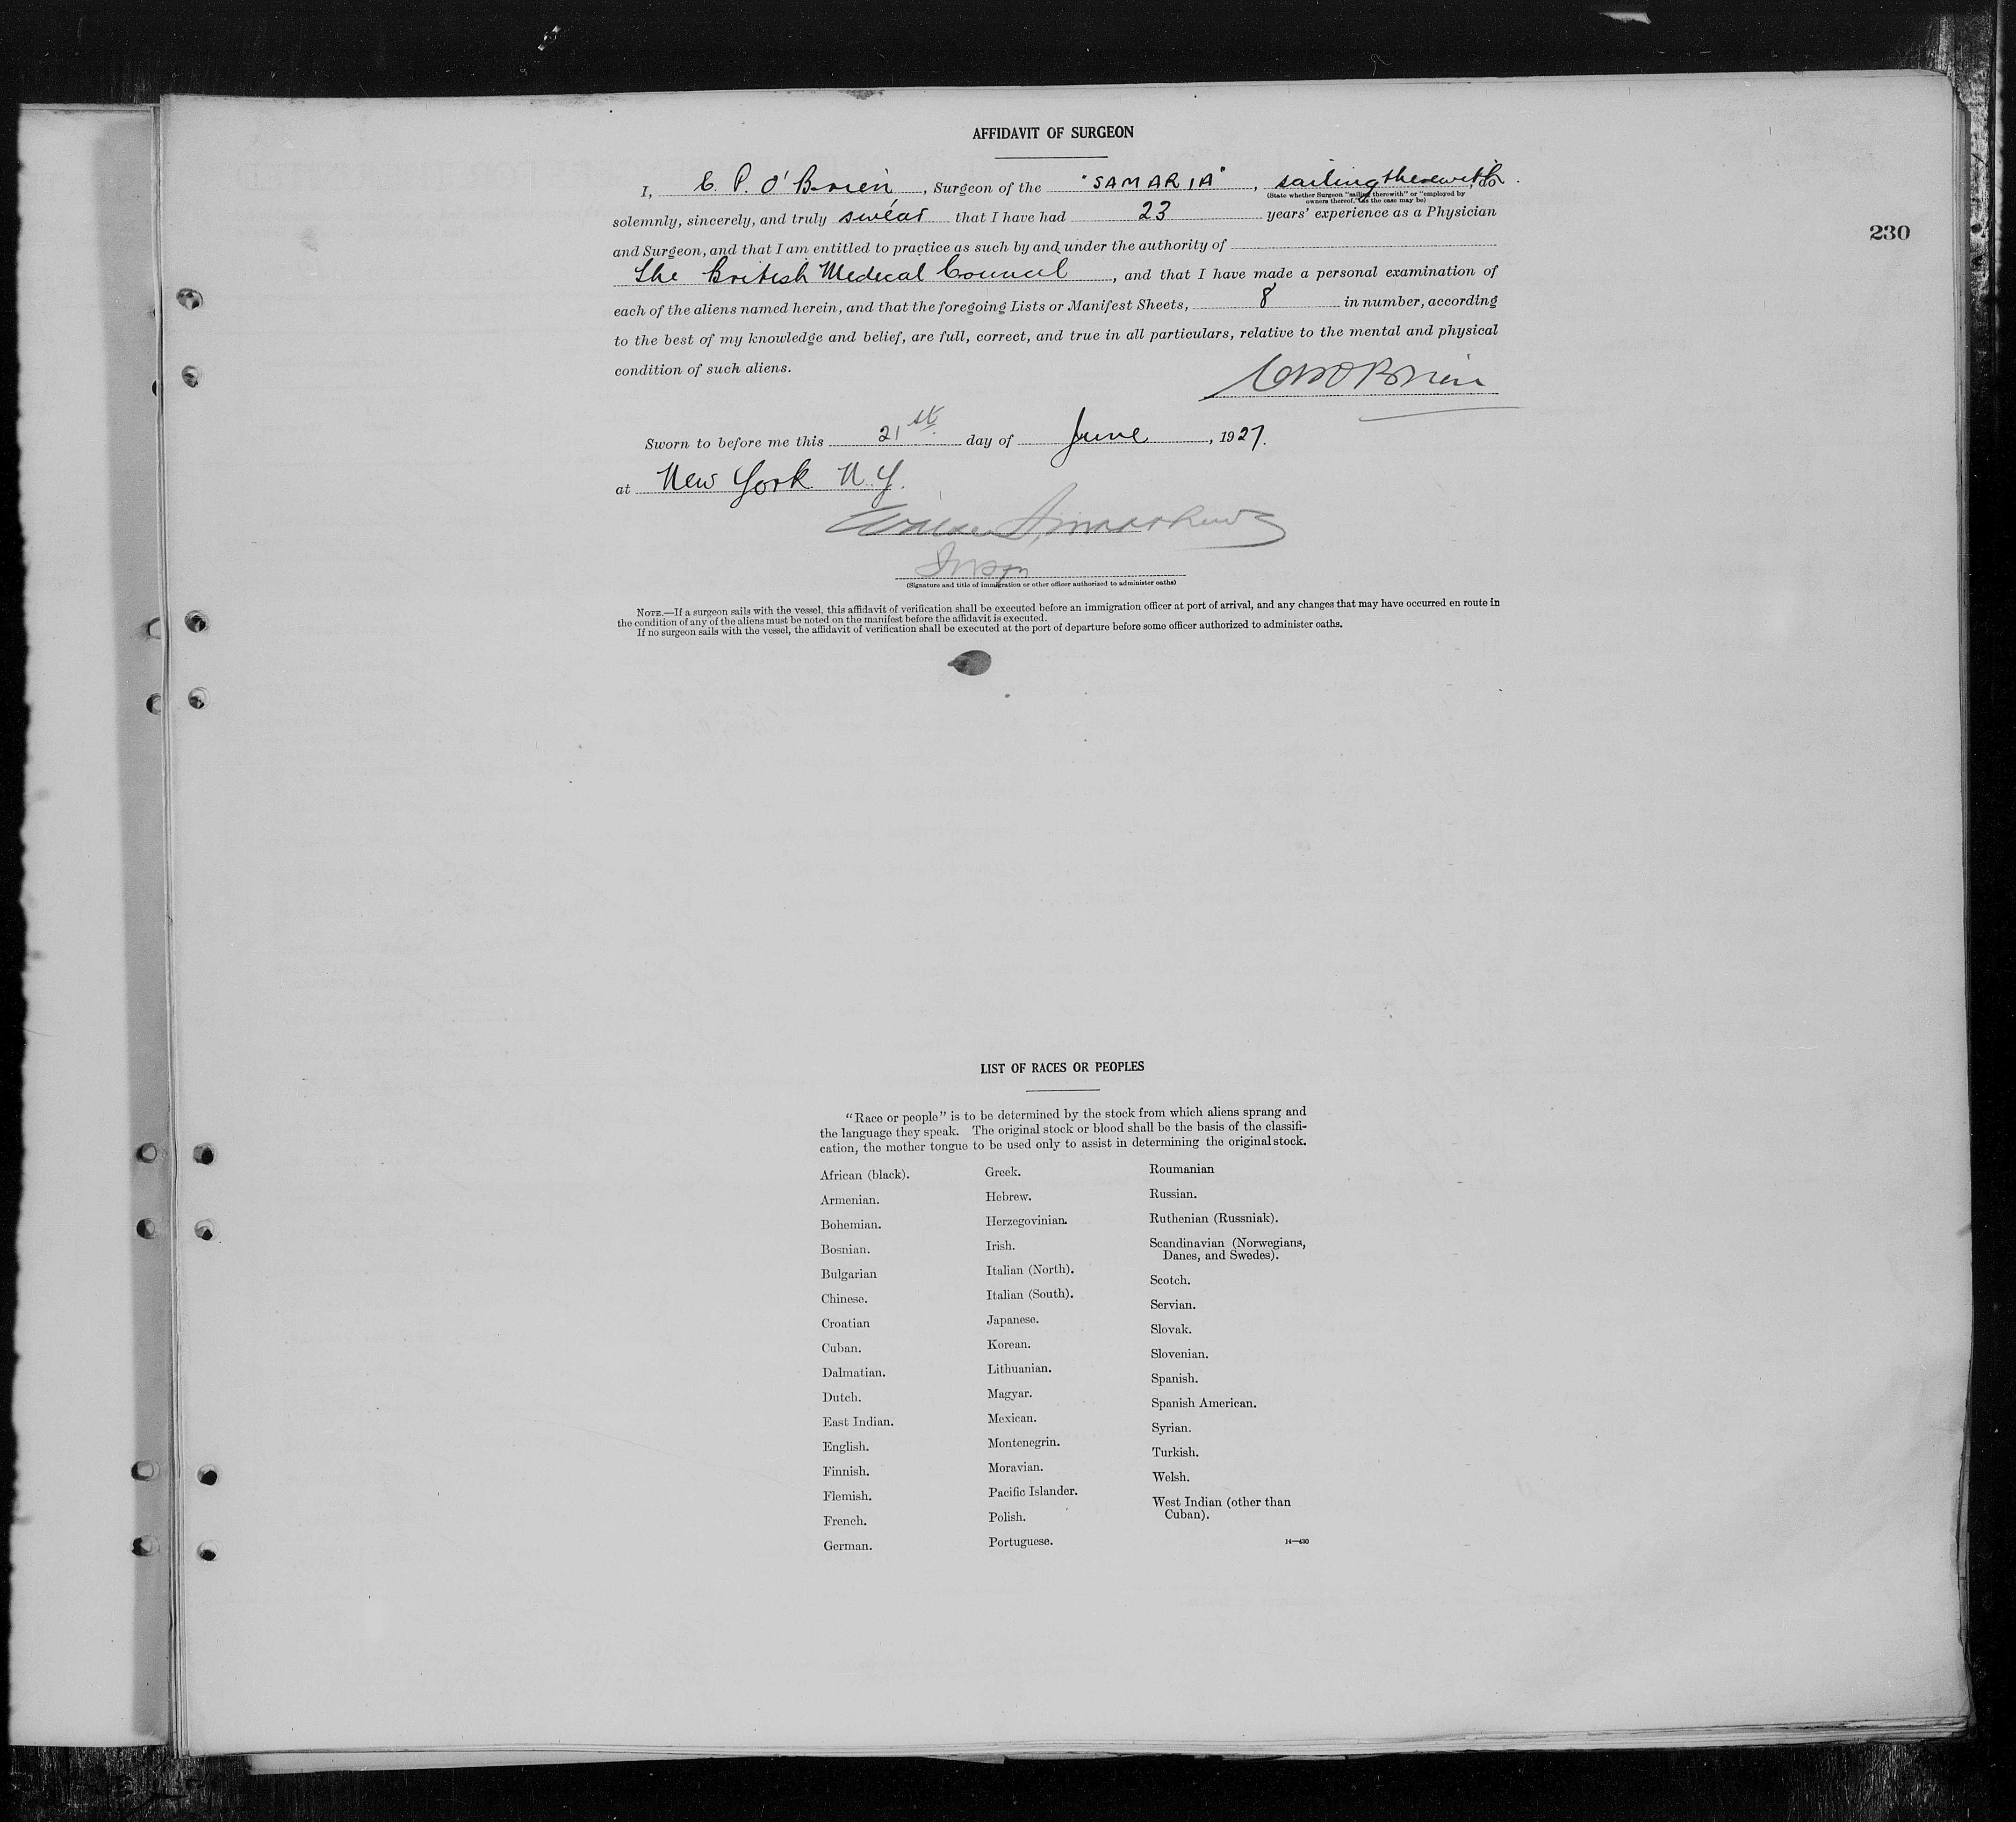 AFFIDAVIT OF SURGEON
230
I, C. P. O'Brien, Surgeon of the "SAMARIA", sailing therewith, do
(State whether Surgeon "sailing therewith" or "employed by
owners thereof," as the case may be)
solemnly, sincerely, and truly swear that I have had 23 years' experience as a Physician
and Surgeon, and that I am entitled to practice as such by and under the authority of
The British Medical Council, and that I have made a personal examination of
each of the aliens named herein, and that the foregoing Lists or Manifest Sheets, 8 in number, according
to the best of my knowledge and belief, are full, correct, and true in all particulars, relative to the mental and physical
condition of such aliens.
CPO'Brien
Sworn to before me this 21st day of June, 1927.
at New York N.Y.
Inspr
(Signature and title of immigration or other officer authorized to administer oaths)
NOTE.—If a surgeon sails with the vessel, this affidavit of verification shall be executed before an immigration officer at port of arrival, and any changes that may have occurred en route in
the condition of any of the aliens must be noted on the manifest before the affidavit is executed.
If no surgeon sails with the vessel, the affidavit of verification shall be executed at the port of departure before some officer authorized to administer oaths.
LIST OF RACES OR PEOPLES
"Race or people" is to be determined by the stock from which aliens sprang and
the language they speak. The original stock or blood shall be the basis of the classifi-
cation, the mother tongue to be used only to assist in determining the original stock.
African (black).
Armenian.
Bohemian.
Bosnian.
Bulgarian
Chinese.
Croatian
Cuban.
Dalmatian.
Dutch.
East Indian.
English.
Finnish.
Flemish.
French.
German.
Greek.
Hebrew.
Herzegovinian.
Irish.
Italian (North).
Italian (South).
Japanese.
Korean.
Lithuanian.
Magyar.
Mexican.
Montenegrin.
Moravian.
Pacific Islander.
Polish.
Portuguese.
Roumanian
Russian.
Ruthenian (Russniak).
Scandinavian (Norwegians,
Danes, and Swedes).
Scotch.
Servian.
Slovak.
Slovenian.
Spanish.
Spanish American.
Syrian.
Turkish.
Welsh.
West Indian (other than
Cuban).
14—430